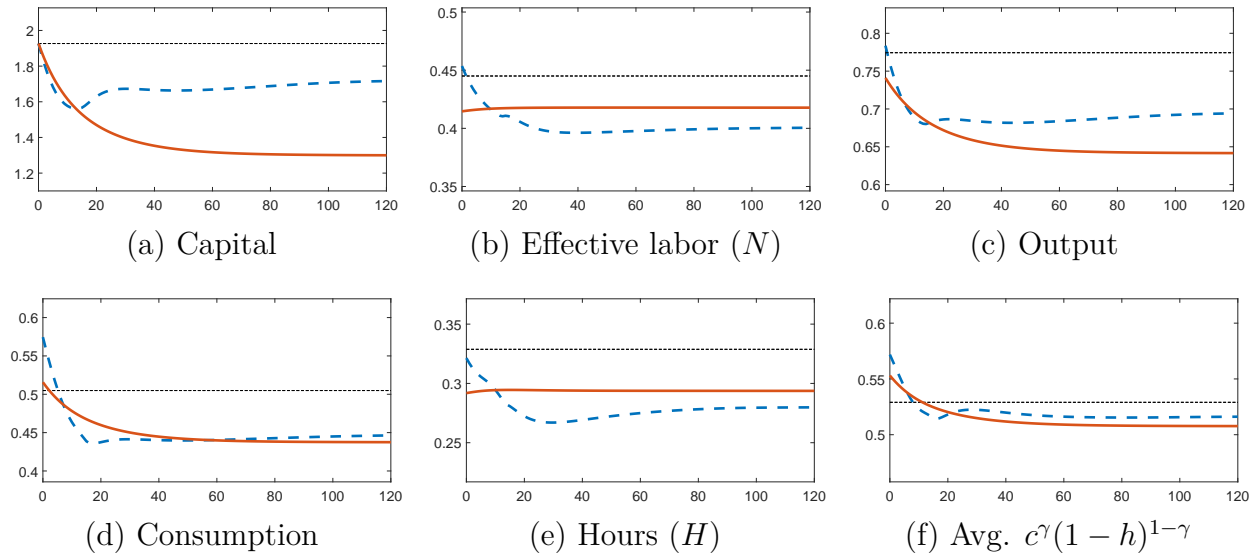 2
1.8
1.6
1.4
1.2
0 20 40 60 80 100 120
(a) Capital
0.5
0.45
0.4
0.35
0 20 40 60 80 100 120
(b) Effective labor (N)
0.8
0.75
0.7
0.65
0.6
0 20 40 60 80 100 120
(c) Output
0.6
0.55
0.5
0.45
0.4
0 20 40 60 80 100 120
(d) Consumption
0.35
0.3
0.25
0 20 40 60 80 100 120
(e) Hours (H)
0.6
0.55
0.5
0 20 40 60 80 100 120
(f) Avg. c^γ(1 − h)^{1−γ}